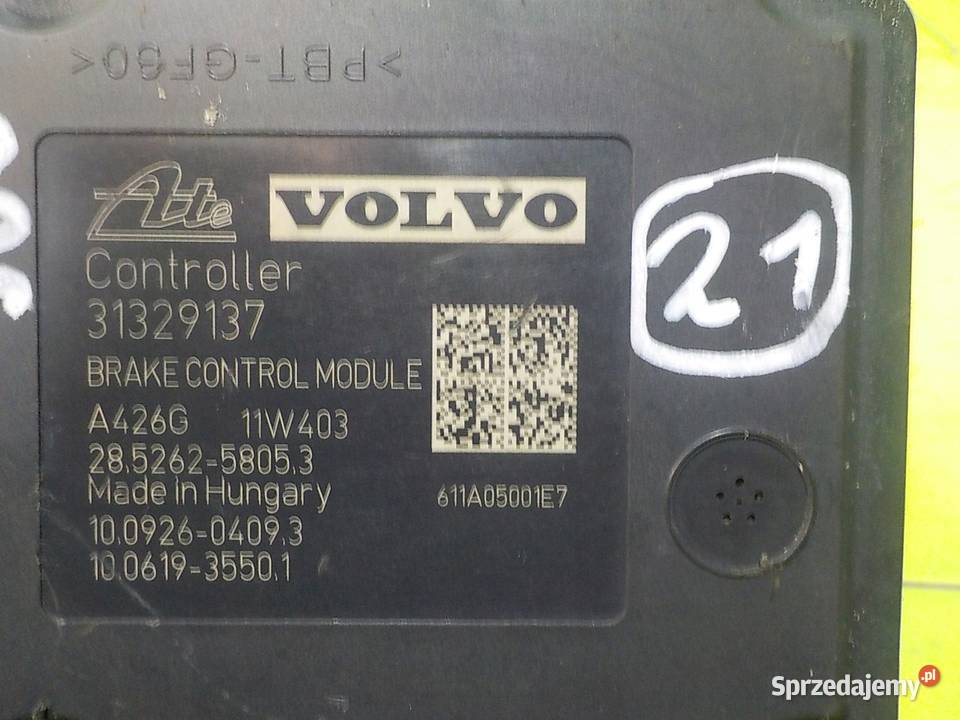 >PBT-GF30<
Ate VOLVO
Controller
31329137
BRAKE CONTROL MODULE
A426G 11W403
28.5262-5805.3
Made in Hungary
611A05001E7
10.0926-0409.3
10.0619-3550.1
21
Sprzedajemy.pl